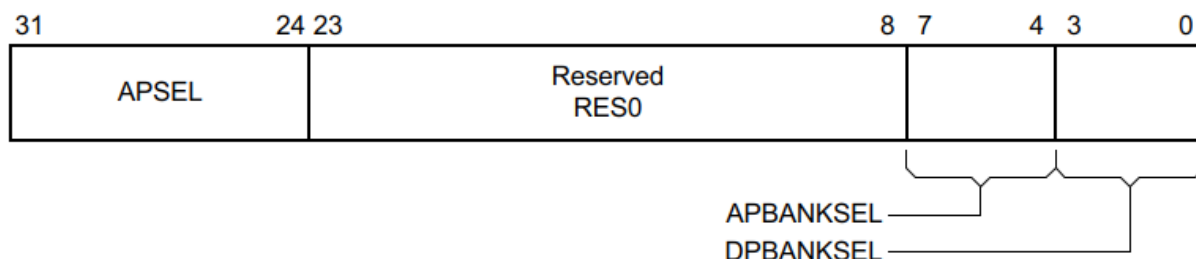 31 24 23 8 7 4 3 0
APSEL
Reserved
RES0
APBANKSEL
DPBANKSEL